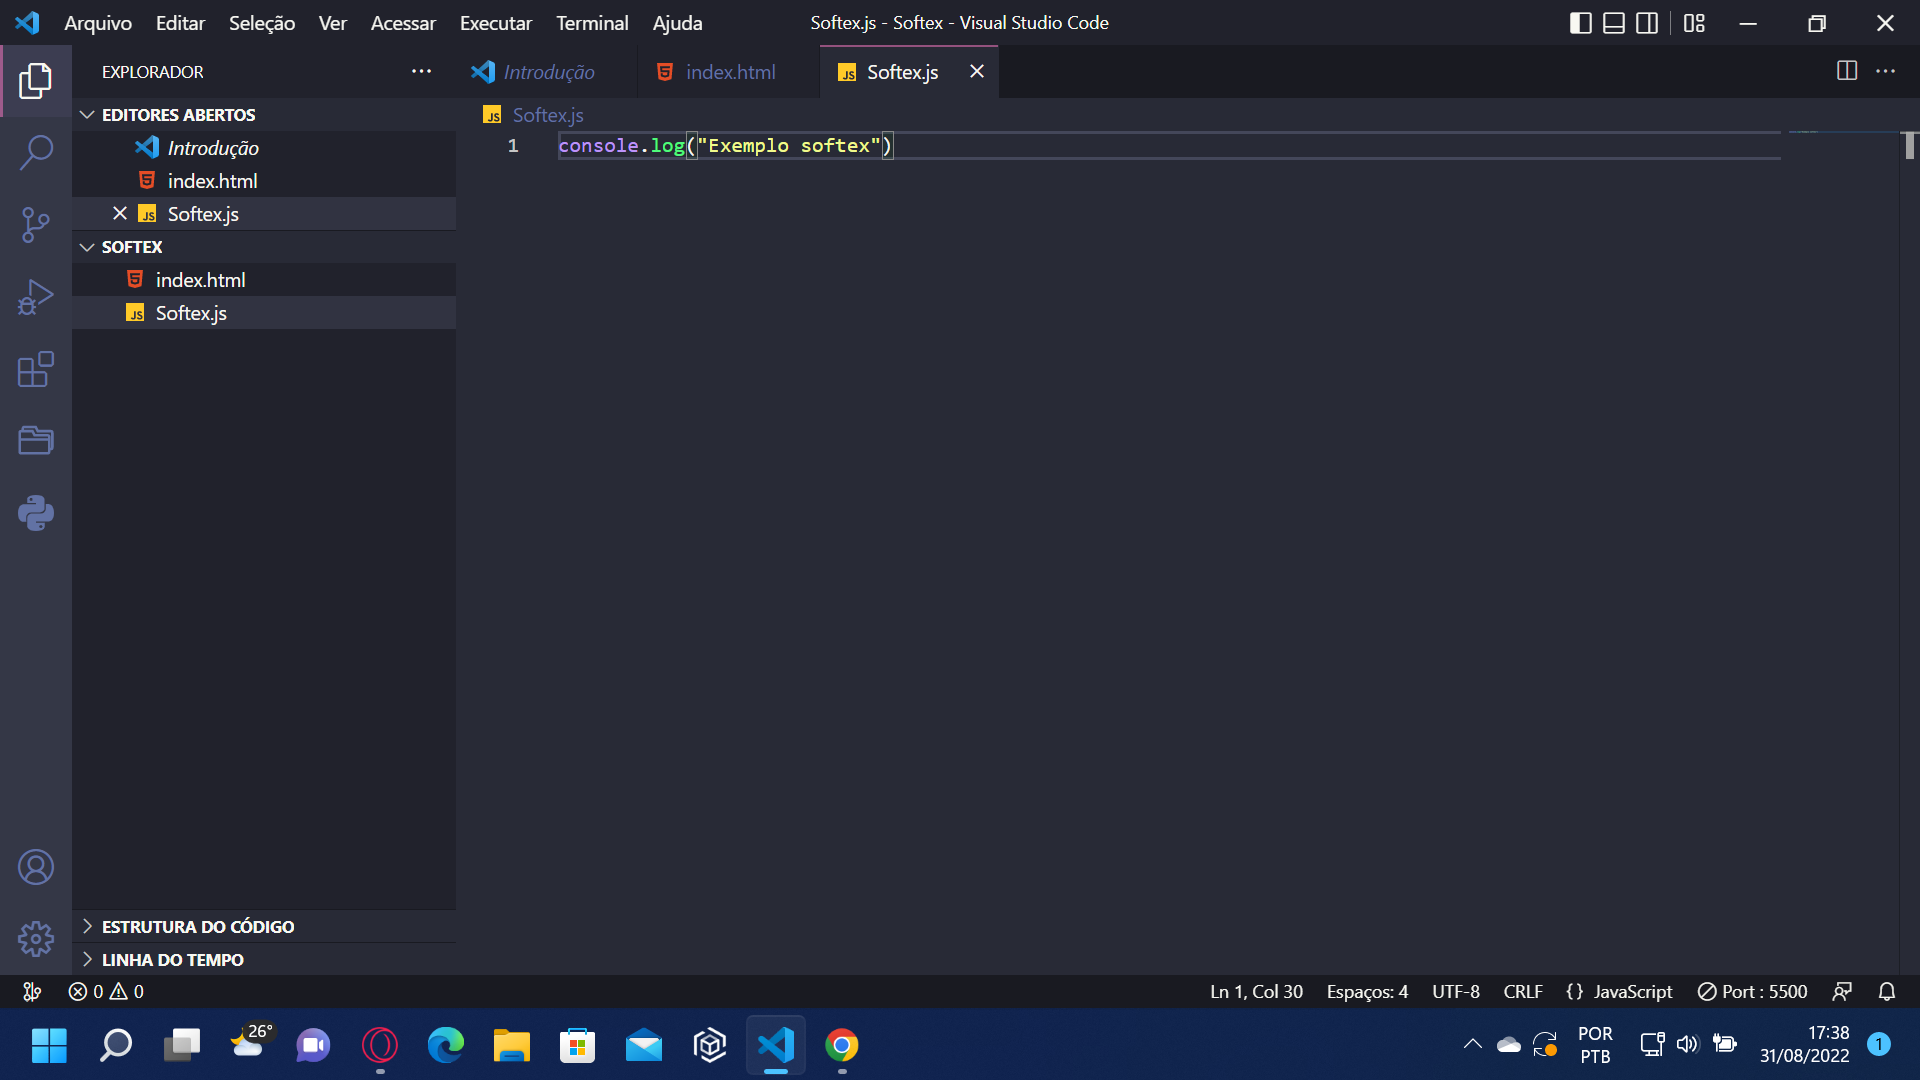 Arquivo Editar Seleção Ver Acessar Executar Terminal Ajuda Softex.js - Softex - Visual Studio Code
EXPLORADOR
Introdução index.html Softex.js
EDITORES ABERTOS
Introdução
index.html
Softex.js
SOFTEX
index.html
Softex.js
ESTRUTURA DO CÓDIGO
LINHA DO TEMPO
Softex.js
1 console.log("Exemplo softex")
0 0 Ln 1, Col 30 Espaços: 4 UTF-8 CRLF {} JavaScript Port : 5500
26°
POR
PTB
17:38
31/08/2022
1